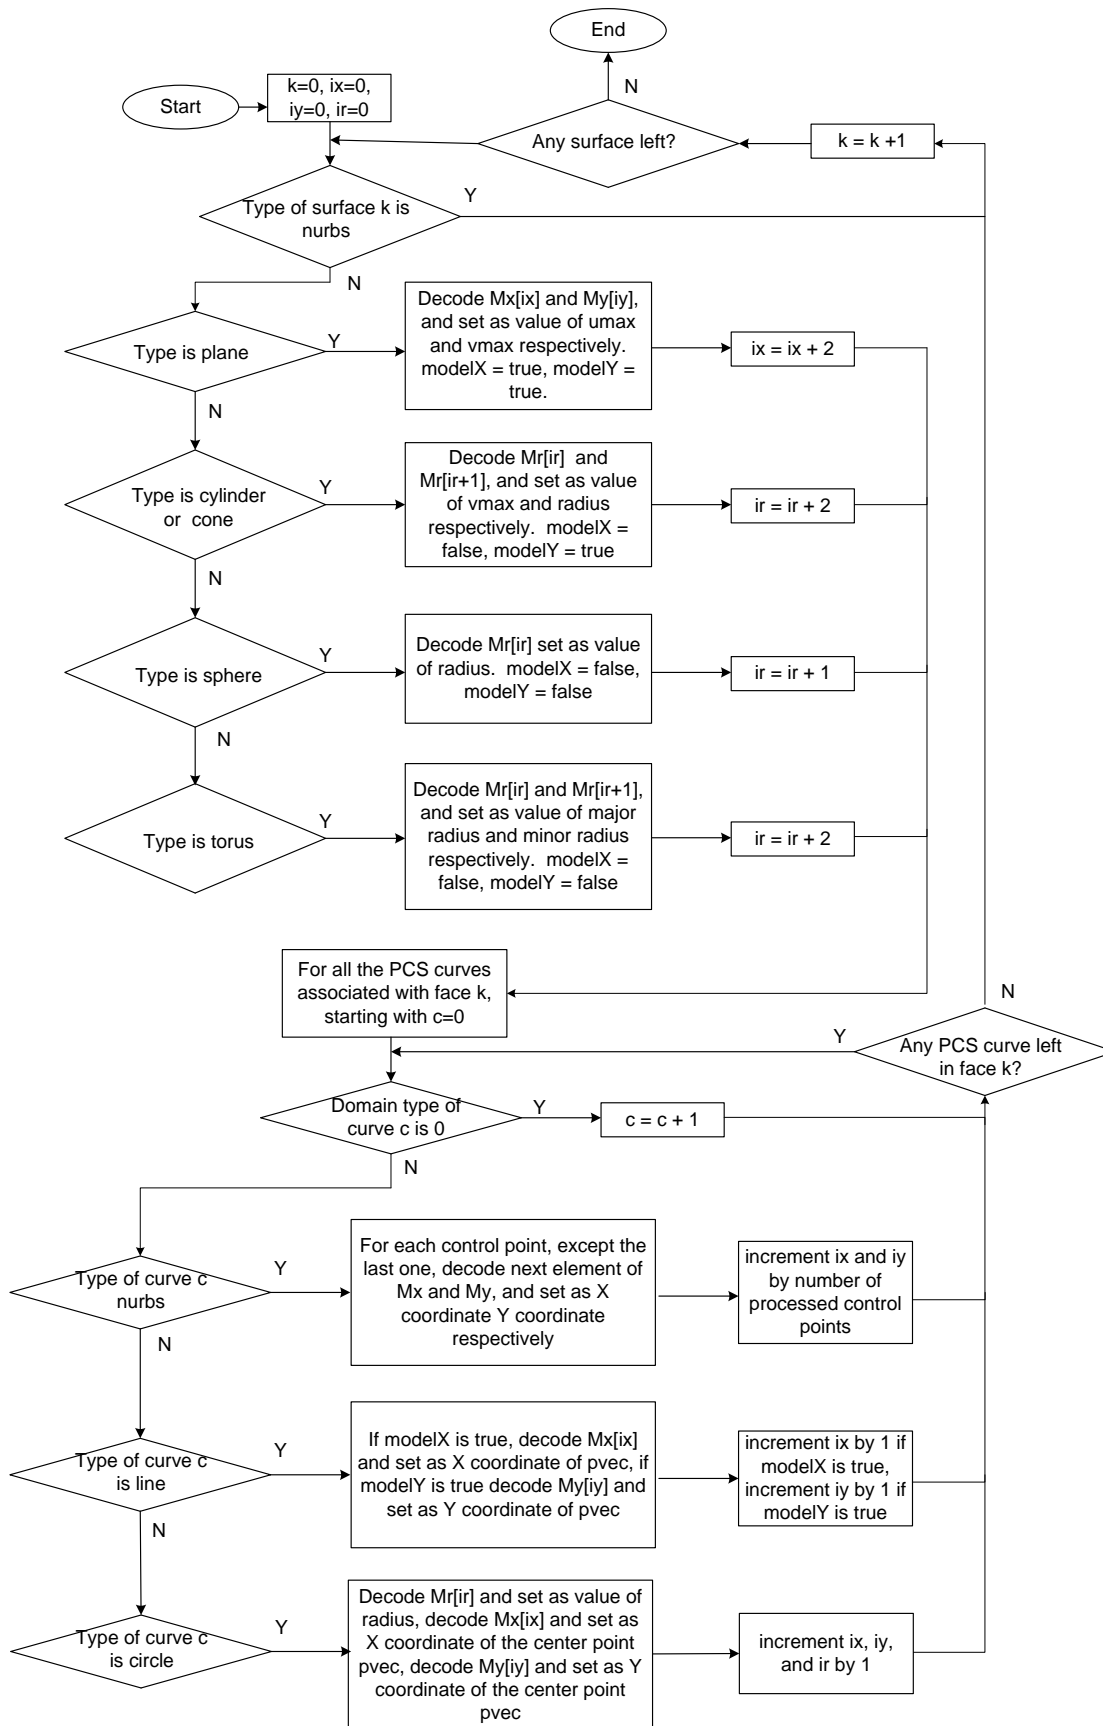 End
N
k=0, ix=0,
iy=0, ir=0
Start
Any surface left?
k = k +1
Type of surface k is
nurbs
Y
N
Type is plane
Y
Decode Mx[ix] and My[iy],
and set as value of umax
and vmax respectively.
modelX = true, modelY =
true.
ix = ix + 2
N
Type is cylinder
or cone
Y
Decode Mr[ir] and
Mr[ir+1], and set as value
of vmax and radius
respectively. modelX =
false, modelY = true
ir = ir + 2
N
Type is sphere
Y
Decode Mr[ir] set as value
of radius. modelX = false,
modelY = false
ir = ir + 1
N
Type is torus
Y
Decode Mr[ir] and Mr[ir+1],
and set as value of major
radius and minor radius
respectively. modelX =
false, modelY = false
ir = ir + 2
For all the PCS curves
associated with face k,
starting with c=0
N
Y
Any PCS curve left
in face k?
Domain type of
curve c is 0
Y
c = c + 1
N
Type of curve c
nurbs
Y
For each control point, except the
last one, decode next element of
Mx and My, and set as X
coordinate Y coordinate
respectively
increment ix and iy
by number of
processed control
points
N
Type of curve c
is line
Y
If modelX is true, decode Mx[ix]
and set as X coordinate of pvec, if
modelY is true decode My[iy] and
set as Y coordinate of pvec
increment ix by 1 if
modelX is true,
increment iy by 1 if
modelY is true
N
Type of curve c
is circle
Y
Decode Mr[ir] and set as value of
radius, decode Mx[ix] and set as
X coordinate of the center point
pvec, decode My[iy] and set as Y
coordinate of the center point
pvec
increment ix, iy,
and ir by 1